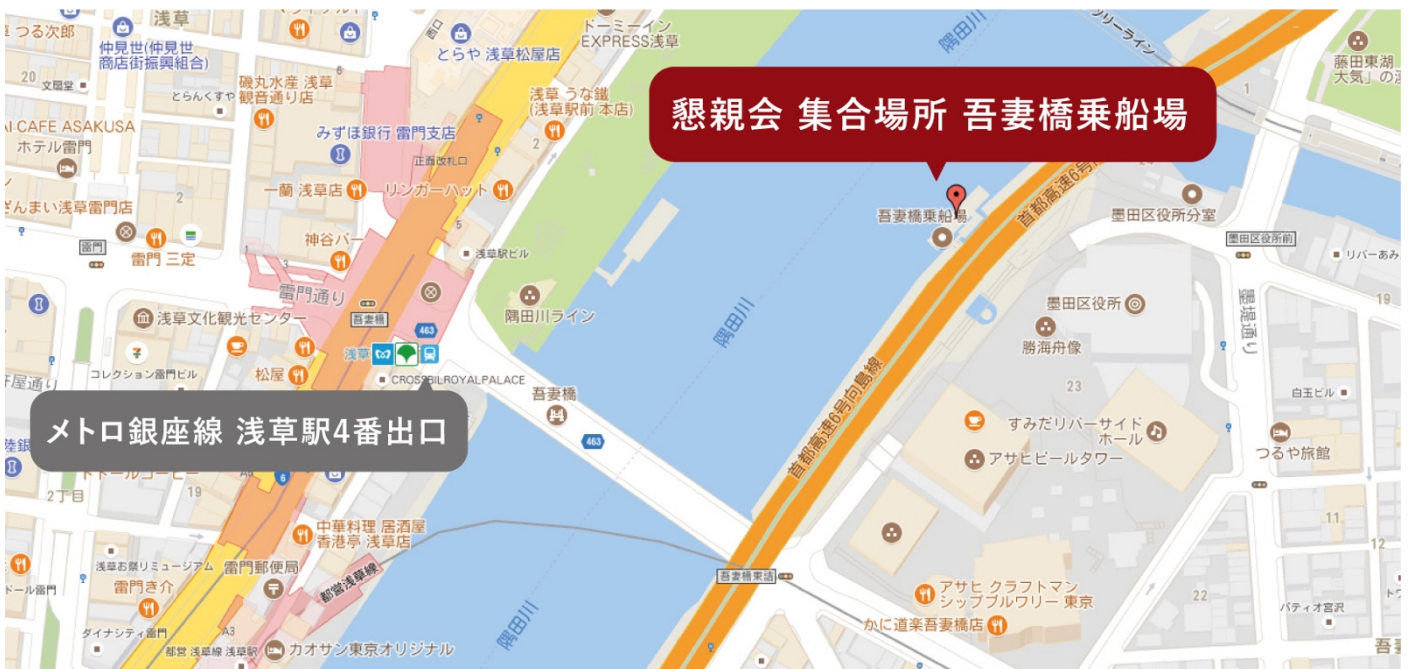 つる次郎
浅草
仲見世(仲見世
商店街振興組合)
西口
とらや 浅草松屋店
ドーミーイン
EXPRESS浅草
隅田川
ツリーライン
藤田東湖
20
文扇堂
とらんくすや
6
磯丸水産 浅草
観音通り店
浅草 うな鐵
(浅草駅前 本店)
懇親会 集合場所 吾妻橋乗船場
1
CAFE ASAKUSA
ホテル雷門
みずほ銀行 雷門支店
正面改札口
2
2
一蘭 浅草店
リンガーハット
吾妻橋乗船場
墨田区役所分室
ざんまい浅草雷門店
雷門
雷門 三定
神谷バー
5
浅草駅ビル
墨田区役所前
1
3
雷門通り
隅田川ライン
隅田川
墨田区役所
19
浅草文化観光センター
吾妻橋
463
浅草
勝海舟像
墨堤通り
コレクション雷門ビル
松屋
CROSSBILROYALPALACE
吾妻橋
首都高速6号向島線
23
白玉ビル
メトロ銀座線 浅草駅4番出口
463
すみだリバーサイド
ホール
アサヒビールタワー
つるや旅館
6
2丁目
19
11
中華料理 居酒屋
香港亭 浅草店
12
浅草お祭りミュージアム
雷門郵便局
都営浅草線
吾妻橋東詰
雷門き介
アサヒ クラフトマン
シップブルワリー 東京
22
かに道楽吾妻橋店
パティオ宮沢
隅田川
ダイナシティ雷門
A3
都営 浅草線 浅草駅
カオサン東京オリジナル